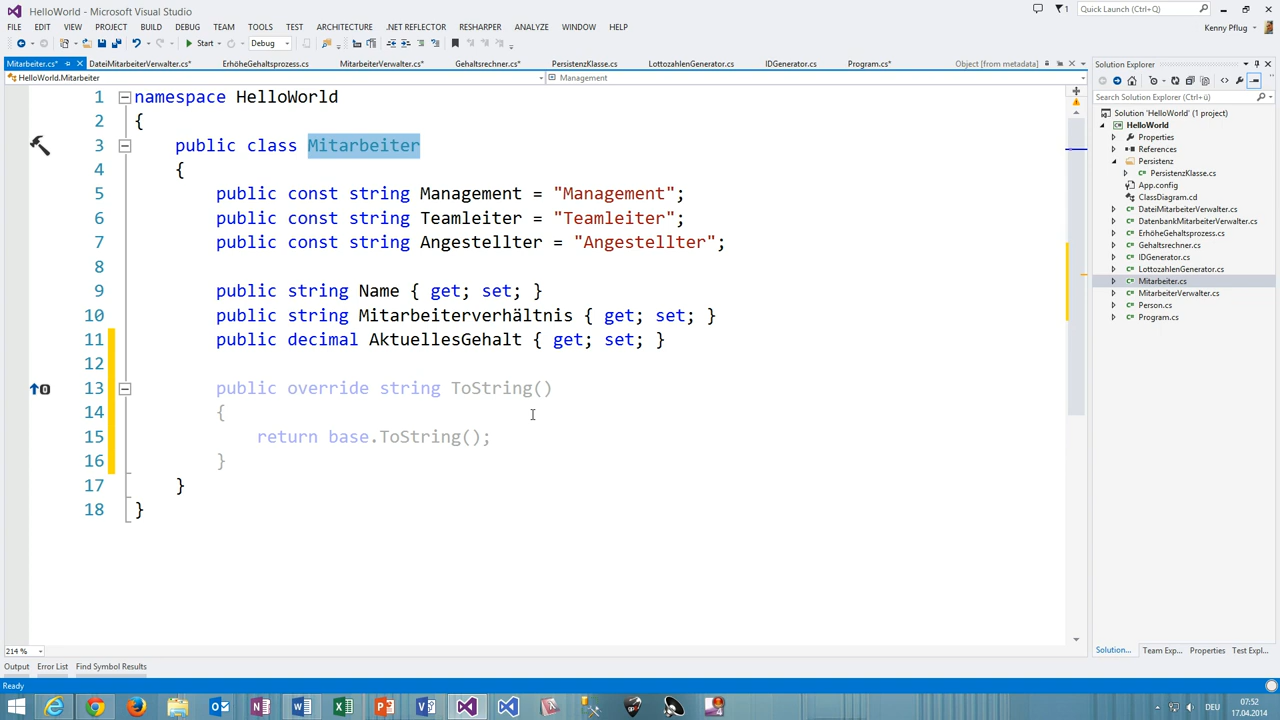 HelloWorld - Microsoft Visual Studio
Quick Launch (Ctrl+Q)
FILE EDIT VIEW PROJECT BUILD DEBUG TEAM TOOLS TEST ARCHITECTURE .NET REFLECTOR RESHARPER ANALYZE WINDOW HELP
Kenny Pflug
Start Debug
Mitarbeiter.cs* DateiMitarbeiterVerwalter.cs* ErhöheGehaltsprozess.cs MitarbeiterVerwalter.cs* Gehaltsrechner.cs* PersistenzKlasse.cs LottozahlenGenerator.cs IDGenerator.cs Program.cs* Object [from metadata]
HelloWorld.Mitarbeiter Management
1 namespace HelloWorld
2 {
3 public class Mitarbeiter
4 {
5 public const string Management = "Management";
6 public const string Teamleiter = "Teamleiter";
7 public const string Angestellter = "Angestellter";
8
9 public string Name { get; set; }
10 public string Mitarbeiterverhältnis { get; set; }
11 public decimal AktuellesGehalt { get; set; }
12
13 public override string ToString()
14 {
15 return base.ToString();
16 }
17 }
18 }
214 %
Solution Explorer
Search Solution Explorer (Ctrl+ü)
Solution 'HelloWorld' (1 project)
HelloWorld
Properties
References
Persistenz
PersistenzKlasse.cs
App.config
ClassDiagram.cd
DateiMitarbeiterVerwalter.cs
DatenbankMitarbeiterVerwalter.cs
ErhöheGehaltsprozess.cs
Gehaltsrechner.cs
IDGenerator.cs
LottozahlenGenerator.cs
Mitarbeiter.cs
MitarbeiterVerwalter.cs
Person.cs
Program.cs
Solution... Team Exp... Properties Test Expl...
Output Error List Find Symbol Results
Ready
07:52
17.04.2014